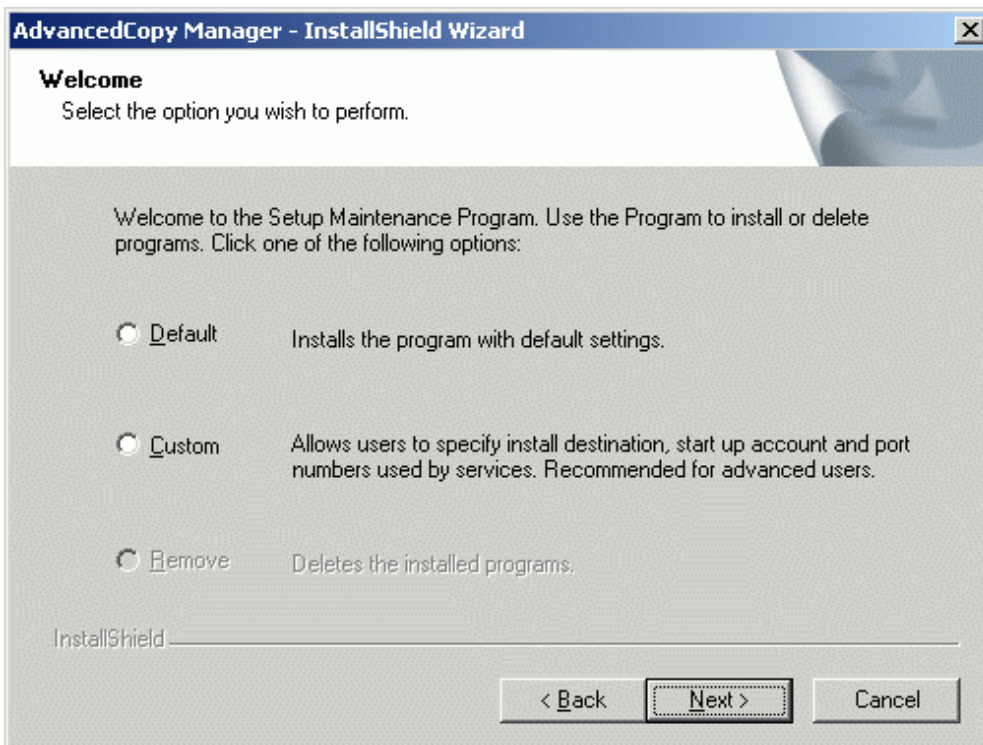 AdvancedCopy Manager - InstallShield Wizard
Welcome
Select the option you wish to perform.
Welcome to the Setup Maintenance Program. Use the Program to install or delete
programs. Click one of the following options:
Default
Installs the program with default settings.
Custom
Allows users to specify install destination, start up account and port
numbers used by services. Recommended for advanced users.
Remove
Deletes the installed programs.
InstallShield
< Back
Next >
Cancel